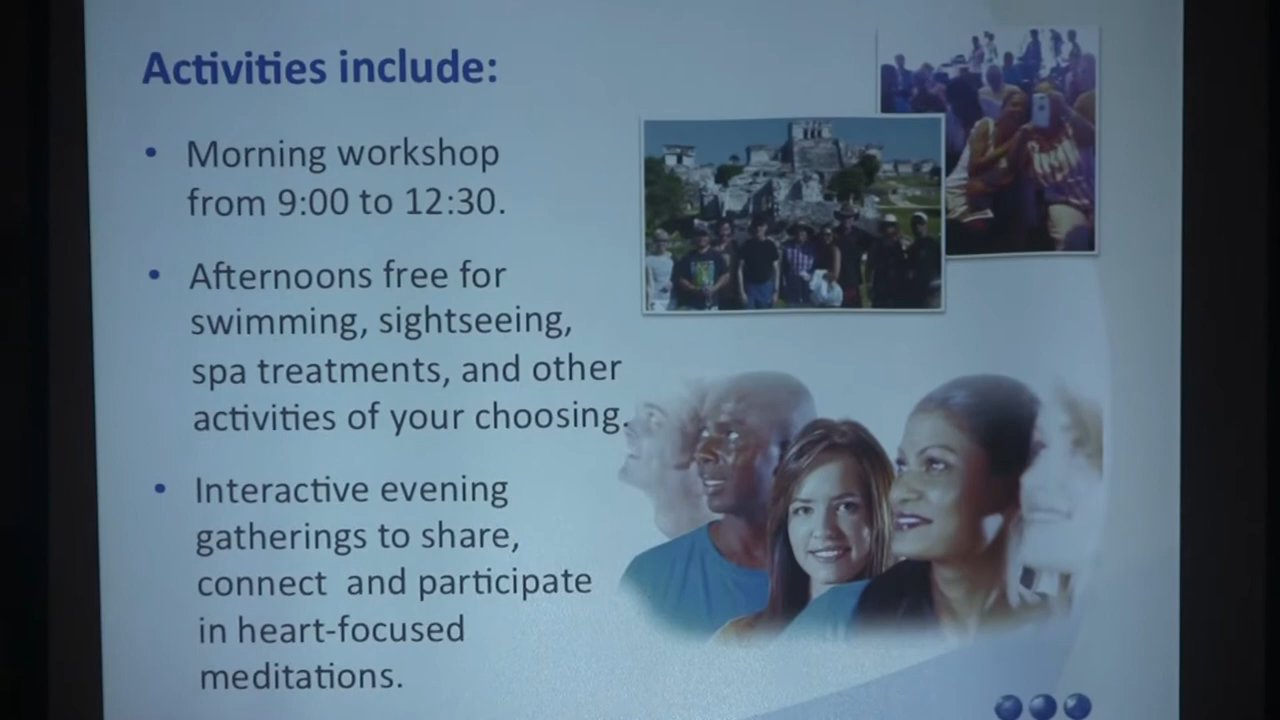 Activities include:
• Morning workshop
from 9:00 to 12:30.
• Afternoons free for
swimming, sightseeing,
spa treatments, and other
activities of your choosing.
• Interactive evening
gatherings to share,
connect and participate
in heart-focused
meditations.